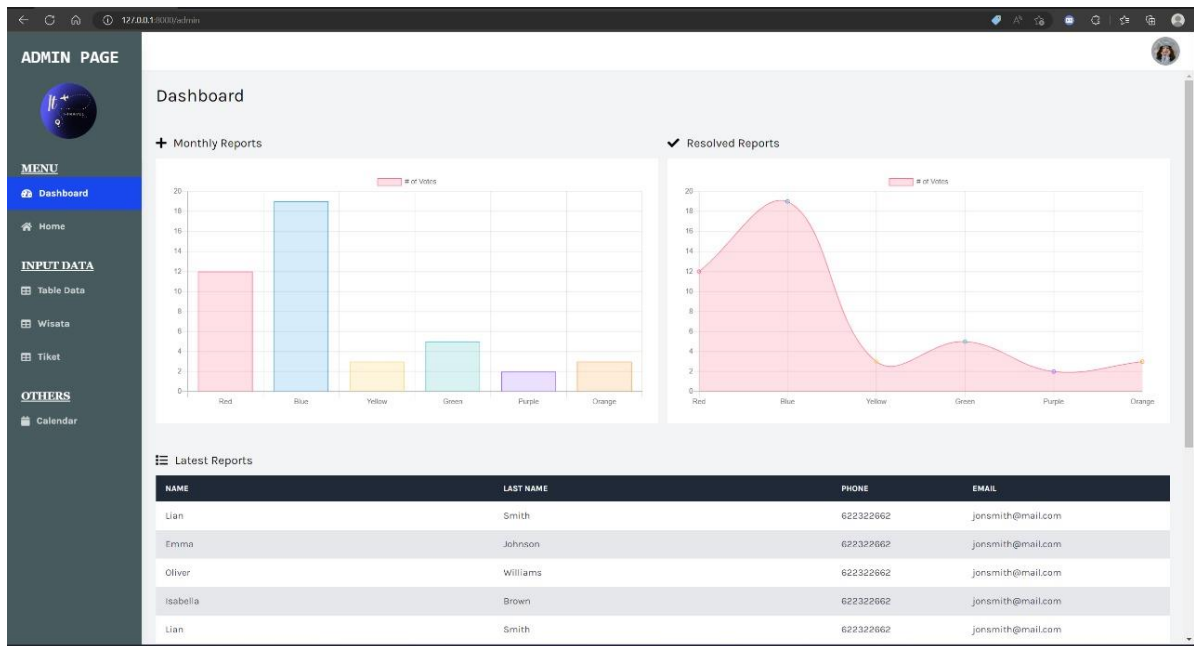 127.0.0.1:8000/admin
ADMIN PAGE
It +
MENU
Dashboard
Home
INPUT DATA
Table Data
Wisata
Tiket
OTHERS
Calendar
Dashboard
Monthly Reports
# of Votes
20
18
16
14
12
10
8
6
4
2
0
Red Blue Yellow Green Purple Orange
Resolved Reports
# of Votes
20
18
16
14
12
10
8
6
4
2
0
Red Blue Yellow Green Purple Orange
Latest Reports
NAME LAST NAME PHONE EMAIL
Lian Smith 622322662 jonsmith@mail.com
Emma Johnson 622322662 jonsmith@mail.com
Oliver Williams 622322662 jonsmith@mail.com
Isabella Brown 622322662 jonsmith@mail.com
Lian Smith 622322662 jonsmith@mail.com